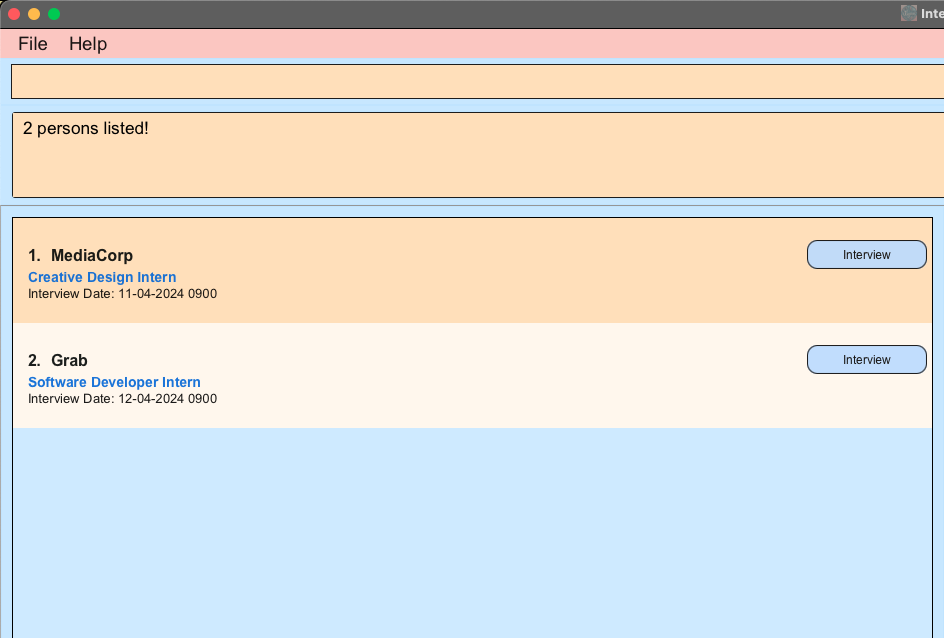 Inte
File Help
2 persons listed!
1. MediaCorp
Interview
Creative Design Intern
Interview Date: 11-04-2024 0900
2. Grab
Interview
Software Developer Intern
Interview Date: 12-04-2024 0900